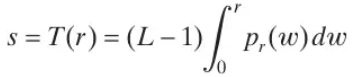 s = T(r) = (L − 1) ∫₀ʳ pᵣ(w) dw